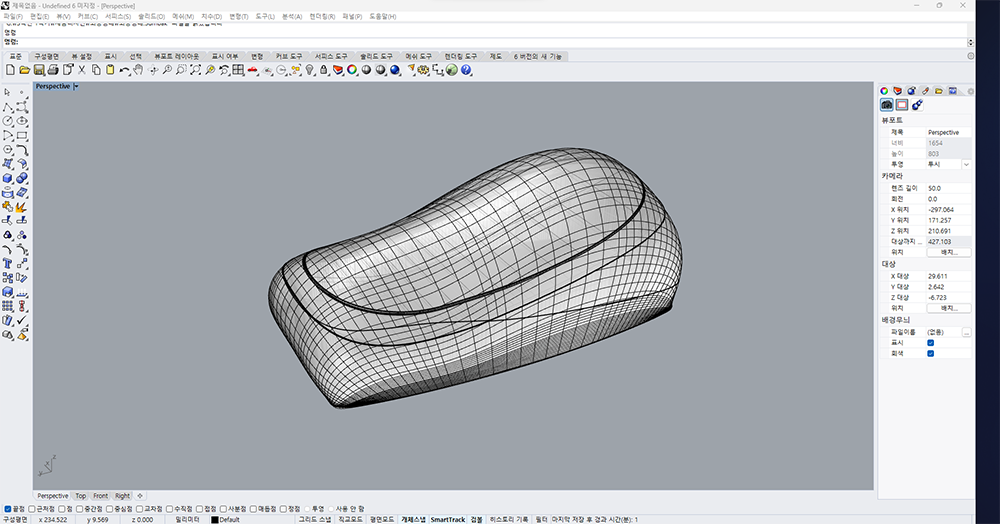 제목없음 - Undefined 6 미지정 - [Perspective]
파일(F) 편집(E) 뷰(V) 커브(C) 서피스(S) 솔리드(O) 메쉬(M) 치수(D) 변형(T) 도구(L) 분석(A) 렌더링(R) 패널(P) 도움말(H)
명령
명령:
표준 구성평면 뷰 설정 표시 선택 뷰포트 레이아웃 표시 여부 변형 커브 도구 서피스 도구 솔리드 도구 메쉬 도구 렌더링 도구 제도 6 버전의 새 기능
Perspective
뷰포트
제목 Perspective
너비 1654
높이 803
투영 투시
카메라
렌즈 길이 50.0
회전 0.0
X 위치 -297.064
Y 위치 171.257
Z 위치 210.691
대상까지 ... 427.103
위치 배치...
대상
X 대상 29.611
Y 대상 2.642
Z 대상 -6.723
위치 배치...
배경무늬
파일이름 (없음) ...
표시
회색
z
x
y
Perspective Top Front Right
끝점 근처점 점 중간점 중심점 교차점 수직점 접점 사분점 매듭점 정점 투영 사용 안 함
구성평면 x 234.522 y 9.569 z 0.000 밀리미터 Default 그리드 스냅 직교모드 평면모드 개체스냅 SmartTrack 검볼 히스토리 기록 필터 마지막 저장 후 경과 시간(분): 1